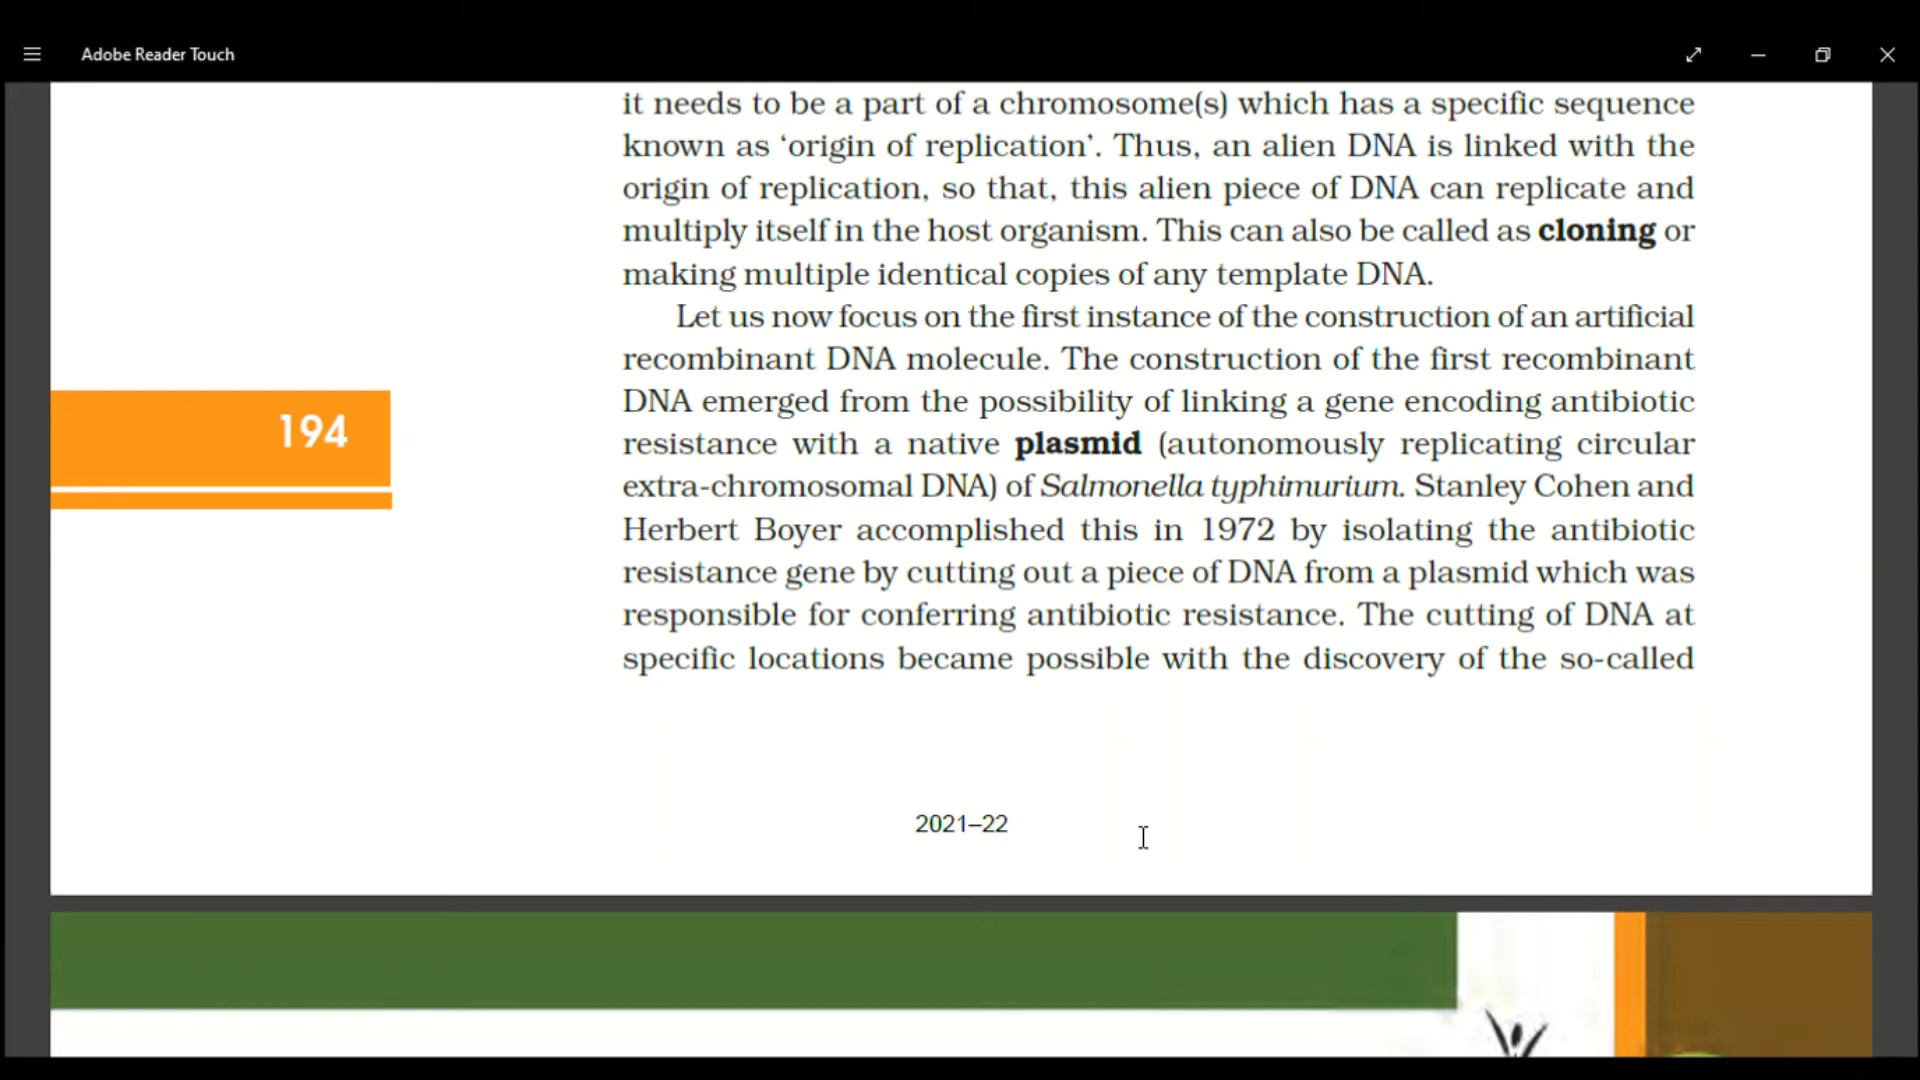 Adobe Reader Touch
it needs to be a part of a chromosome(s) which has a specific sequence
known as ‘origin of replication’. Thus, an alien DNA is linked with the
origin of replication, so that, this alien piece of DNA can replicate and
multiply itself in the host organism. This can also be called as cloning or
making multiple identical copies of any template DNA.
Let us now focus on the first instance of the construction of an artificial
recombinant DNA molecule. The construction of the first recombinant
DNA emerged from the possibility of linking a gene encoding antibiotic
resistance with a native plasmid (autonomously replicating circular
extra-chromosomal DNA) of Salmonella typhimurium. Stanley Cohen and
Herbert Boyer accomplished this in 1972 by isolating the antibiotic
resistance gene by cutting out a piece of DNA from a plasmid which was
responsible for conferring antibiotic resistance. The cutting of DNA at
specific locations became possible with the discovery of the so-called
194
2021–22